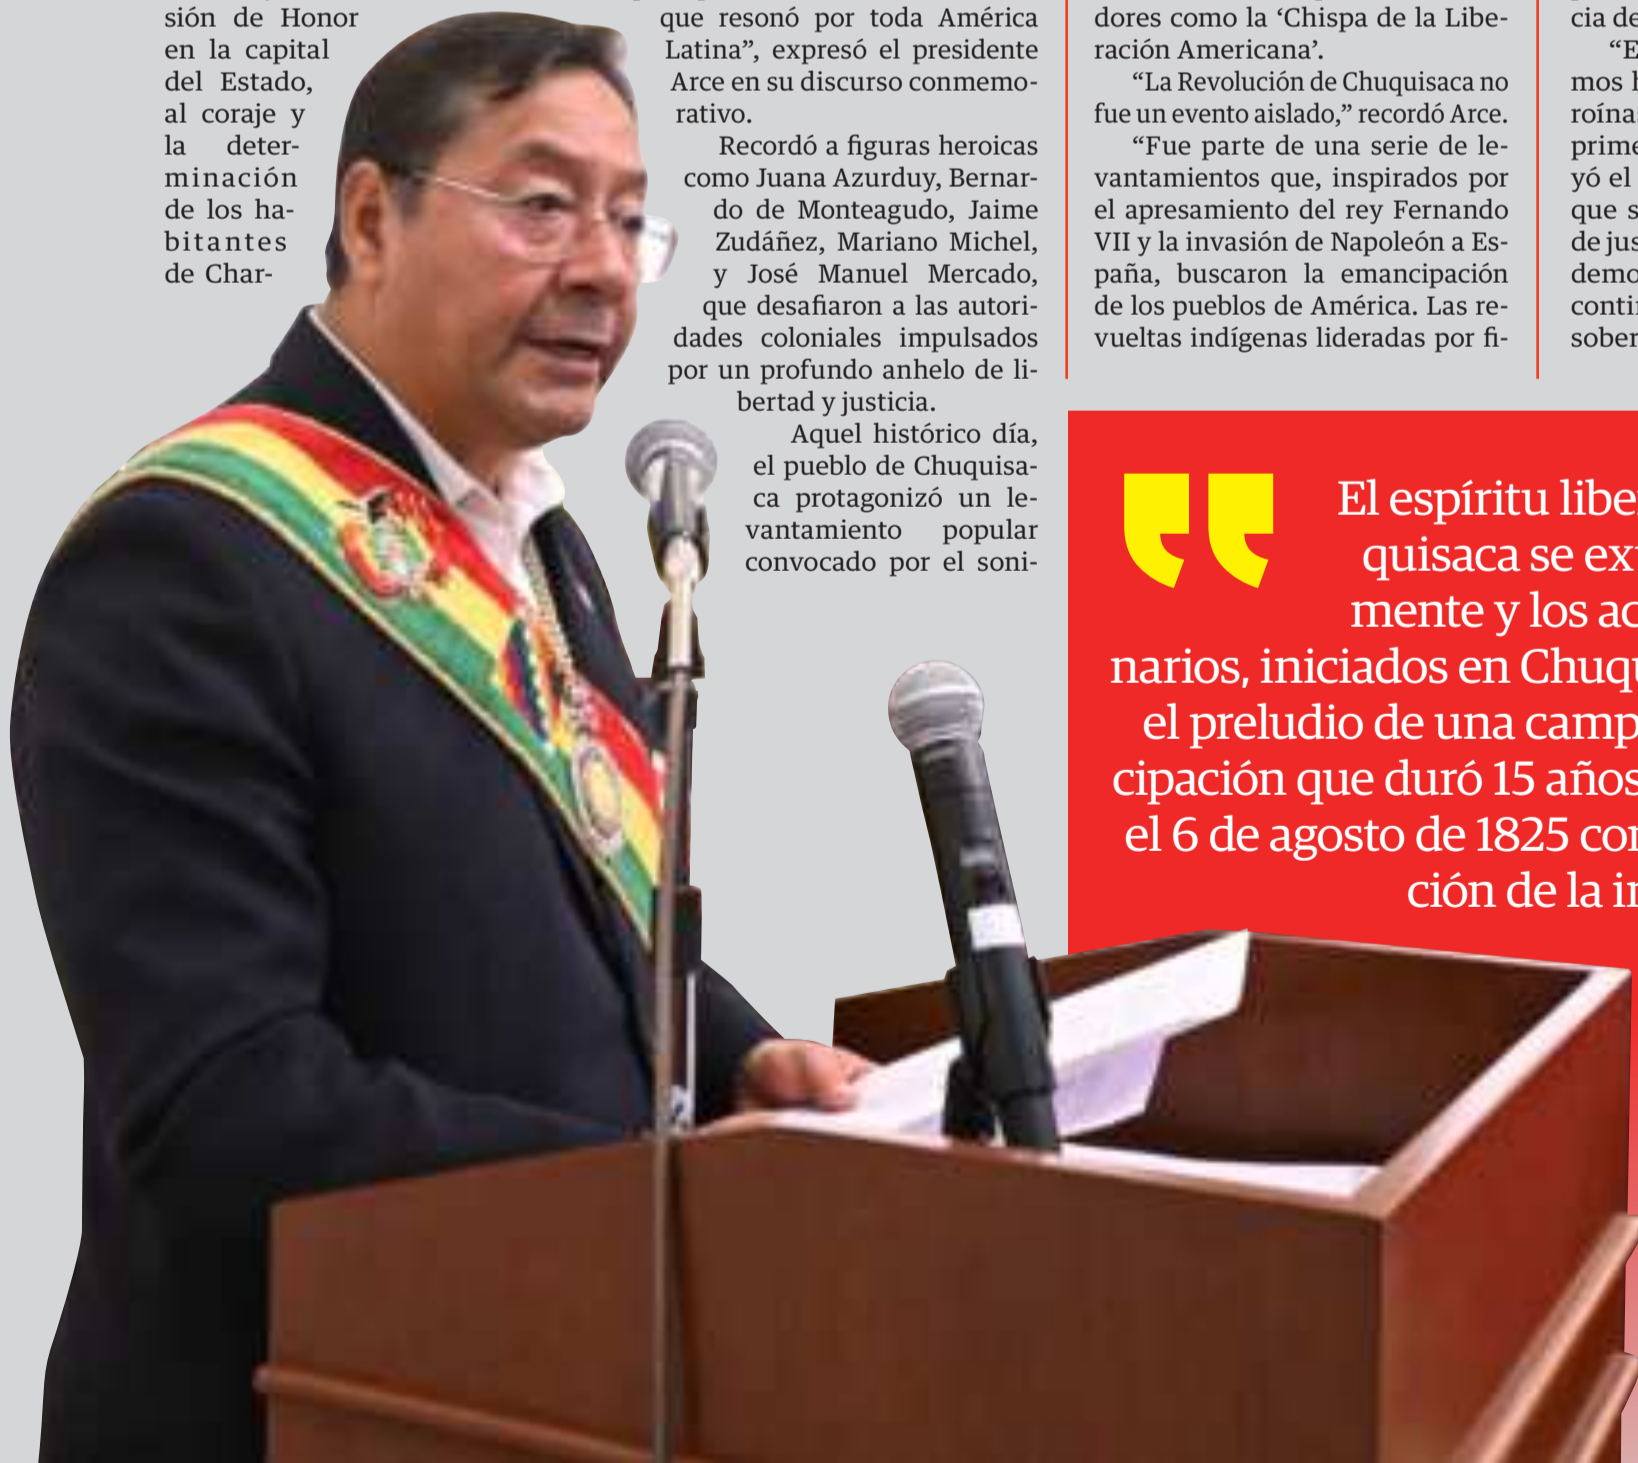 sión de Honor
en la capital
del Estado,
al coraje y
la deter-
minación
de los ha-
bitantes
de Char-
que resonó por toda América
Latina”, expresó el presidente
Arce en su discurso conmemo-
rativo.
Recordó a figuras heroicas
como Juana Azurduy, Bernar-
do de Monteagudo, Jaime
Zudáñez, Mariano Michel,
y José Manuel Mercado,
que desafiaron a las autori-
dades coloniales impulsados
por un profundo anhelo de li-
bertad y justicia.
Aquel histórico día,
el pueblo de Chuquisa-
ca protagonizó un le-
vantamiento popular
convocado por el soni-
dores como la ‘Chispa de la Libe-
ración Americana’.
“La Revolución de Chuquisaca no
fue un evento aislado,” recordó Arce.
“Fue parte de una serie de le-
vantamientos que, inspirados por
el apresamiento del rey Fernando
VII y la invasión de Napoleón a Es-
paña, buscaron la emancipación
de los pueblos de América. Las re-
vueltas indígenas lideradas por fi-
cia de
“E
mos
roínas
prime
yó el
que s
de jus
demo
contin
sober
El espíritu libe
quisaca se ex
mente y los ac
narios, iniciados en Chuqu
el preludio de una camp
cipación que duró 15 años
el 6 de agosto de 1825 con
ción de la in